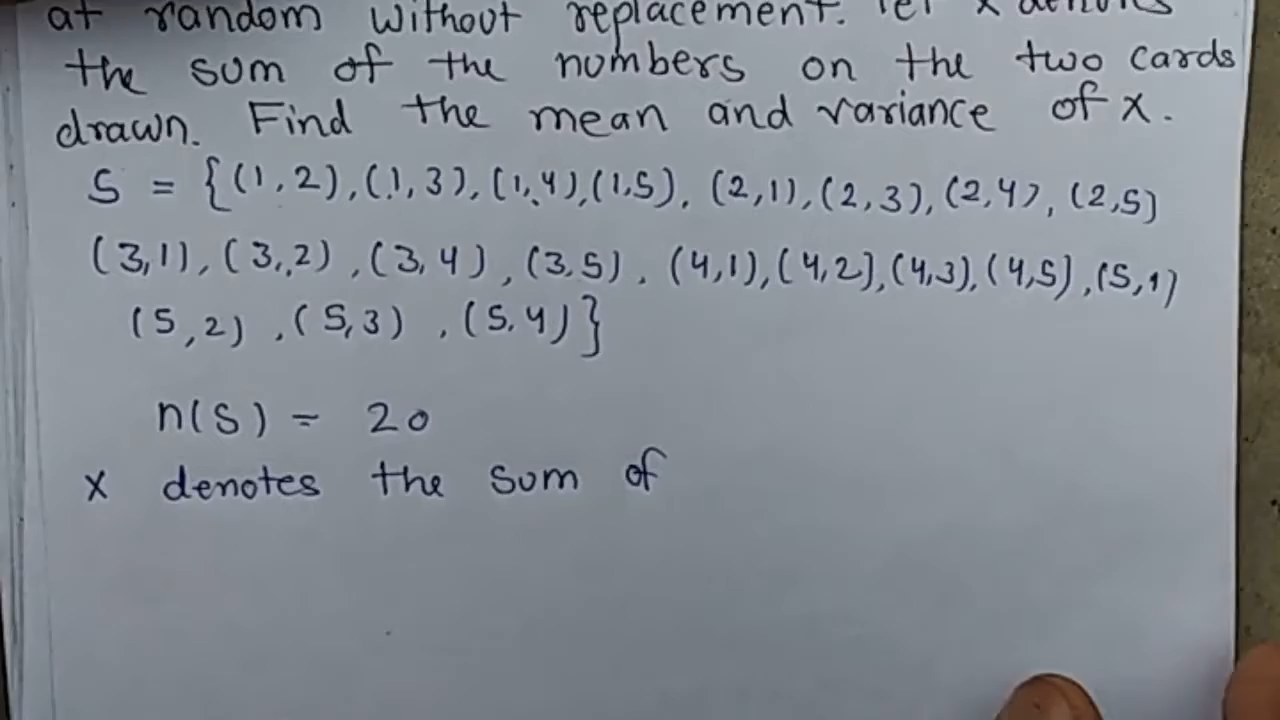 at random without replacement. let x denotes
the sum of the numbers on the two cards
drawn. Find the mean and variance of x.
S = {(1,2),(1,3),(1,4),(1,5), (2,1),(2,3),(2,4), (2,5)
(3,1), (3,2) ,(3,4) , (3,5) . (4,1),(4,2),(4,3),(4,5) ,(5,1)
(5,2) ,(5,3) , (5,4)}
n(S) = 20
x denotes the sum of